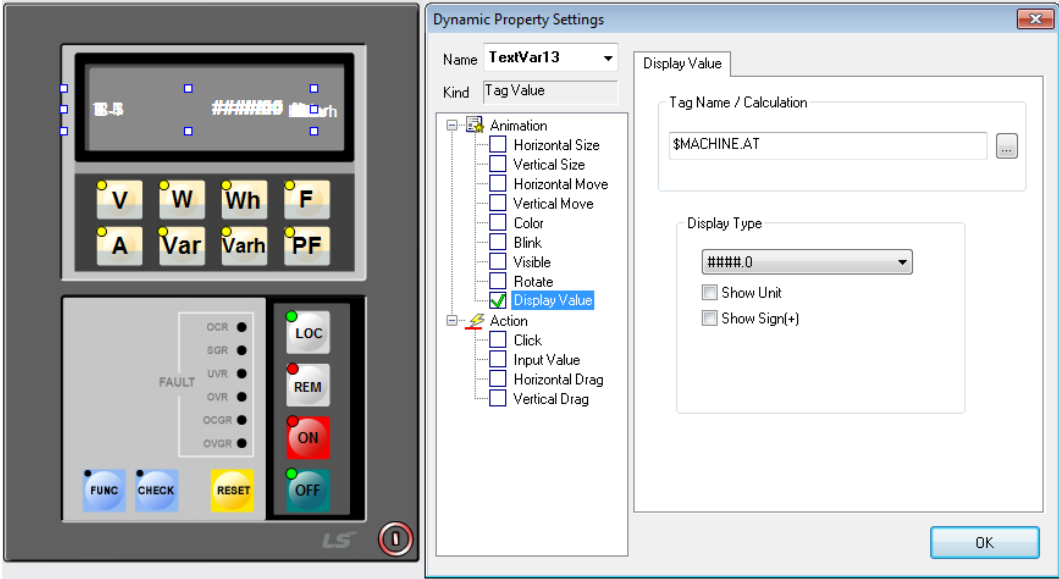 ######
V
W
Wh
F
A
Var
Varh
PF
OCR
SGR
UVR
FAULT
OVR
OCGR
OVGR
LOC
REM
ON
OFF
FUNC
CHECK
RESET
LS
Dynamic Property Settings
Name TextVar13
Kind Tag Value
Animation
Horizontal Size
Vertical Size
Horizontal Move
Vertical Move
Color
Blink
Visible
Rotate
Display Value
Action
Click
Input Value
Horizontal Drag
Vertical Drag
Display Value
Tag Name / Calculation
$MACHINE.AT
...
Display Type
####.0
Show Unit
Show Sign(+)
OK